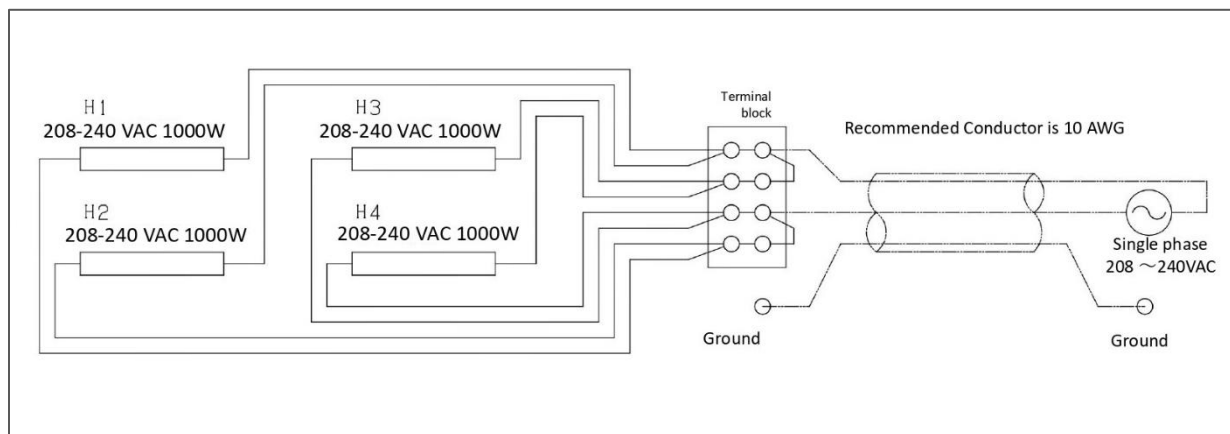 H1
208-240 VAC 1000W
H3
208-240 VAC 1000W
H2
208-240 VAC 1000W
H4
208-240 VAC 1000W
Terminal
block
Recommended Conductor is 10 AWG
Single phase
208 ～240VAC
Ground
Ground